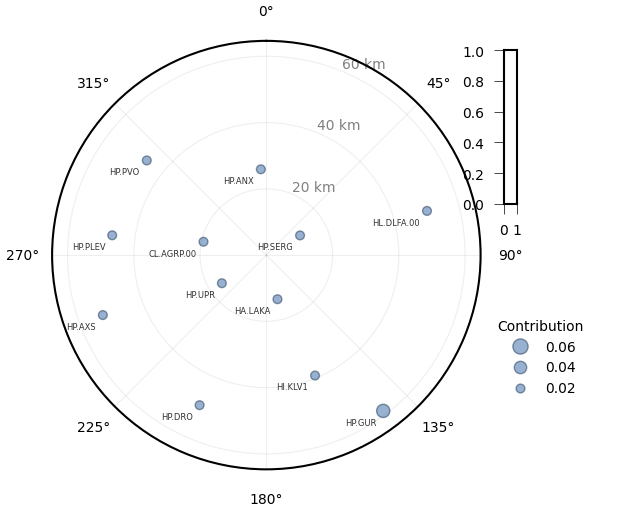 0°
315°
45°
60 km
40 km
20 km
1.0
0.8
0.6
0.4
0.2
0.0
0 1
HP.PVO
HP.ANX
HL.DLFA.00
HP.PLEV
CL.AGRP.00
HP.SERG
270°
90°
HP.UPR
HA.LAKA
HP.AXS
HI.KLV1
HP.DRO
HP.GUR
225°
135°
180°
Contribution
0.06
0.04
0.02